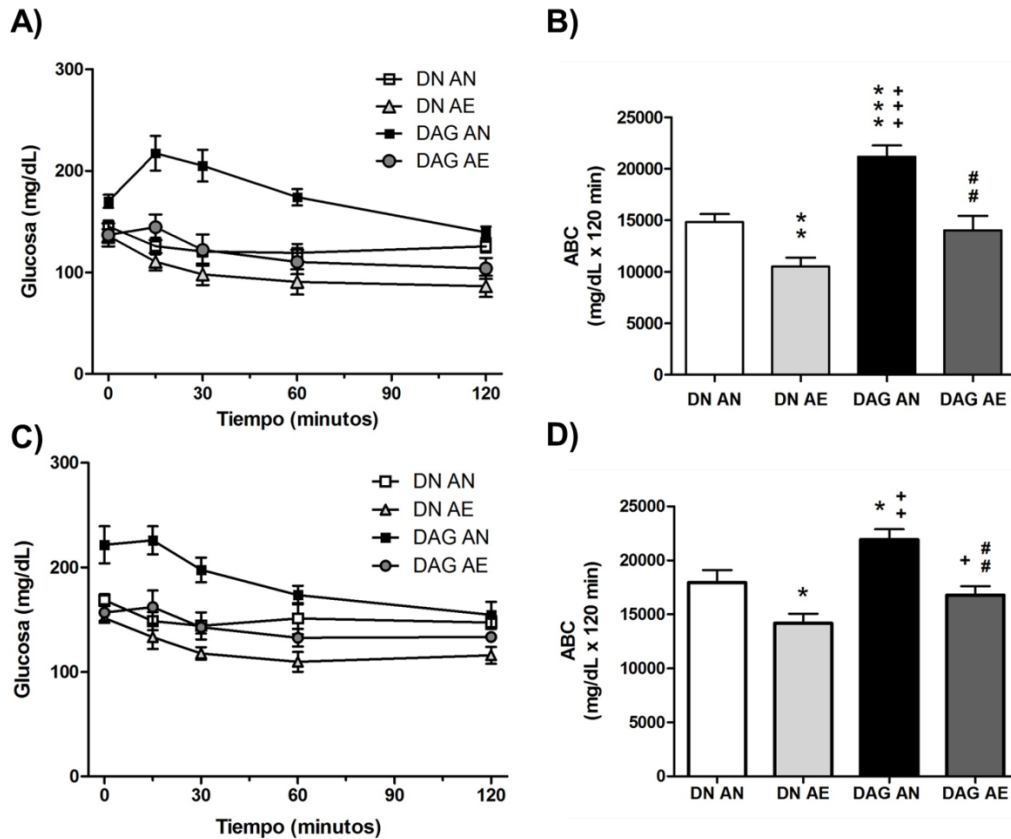 A)
300
200
100
0
Glucosa (mg/dL)
DN AN
DN AE
DAG AN
DAG AE
0 30 60 90 120
Tiempo (minutos)
B)
25000
20000
15000
10000
5000
0
ABC
(mg/dL x 120 min)
* *
* * * + + +
# #
DN AN DN AE DAG AN DAG AE
C)
300
200
100
0
Glucosa (mg/dL)
DN AN
DN AE
DAG AN
DAG AE
0 30 60 90 120
Tiempo (minutos)
D)
25000
20000
15000
10000
5000
0
ABC
(mg/dL x 120 min)
*
* + +
+ # #
DN AN DN AE DAG AN DAG AE